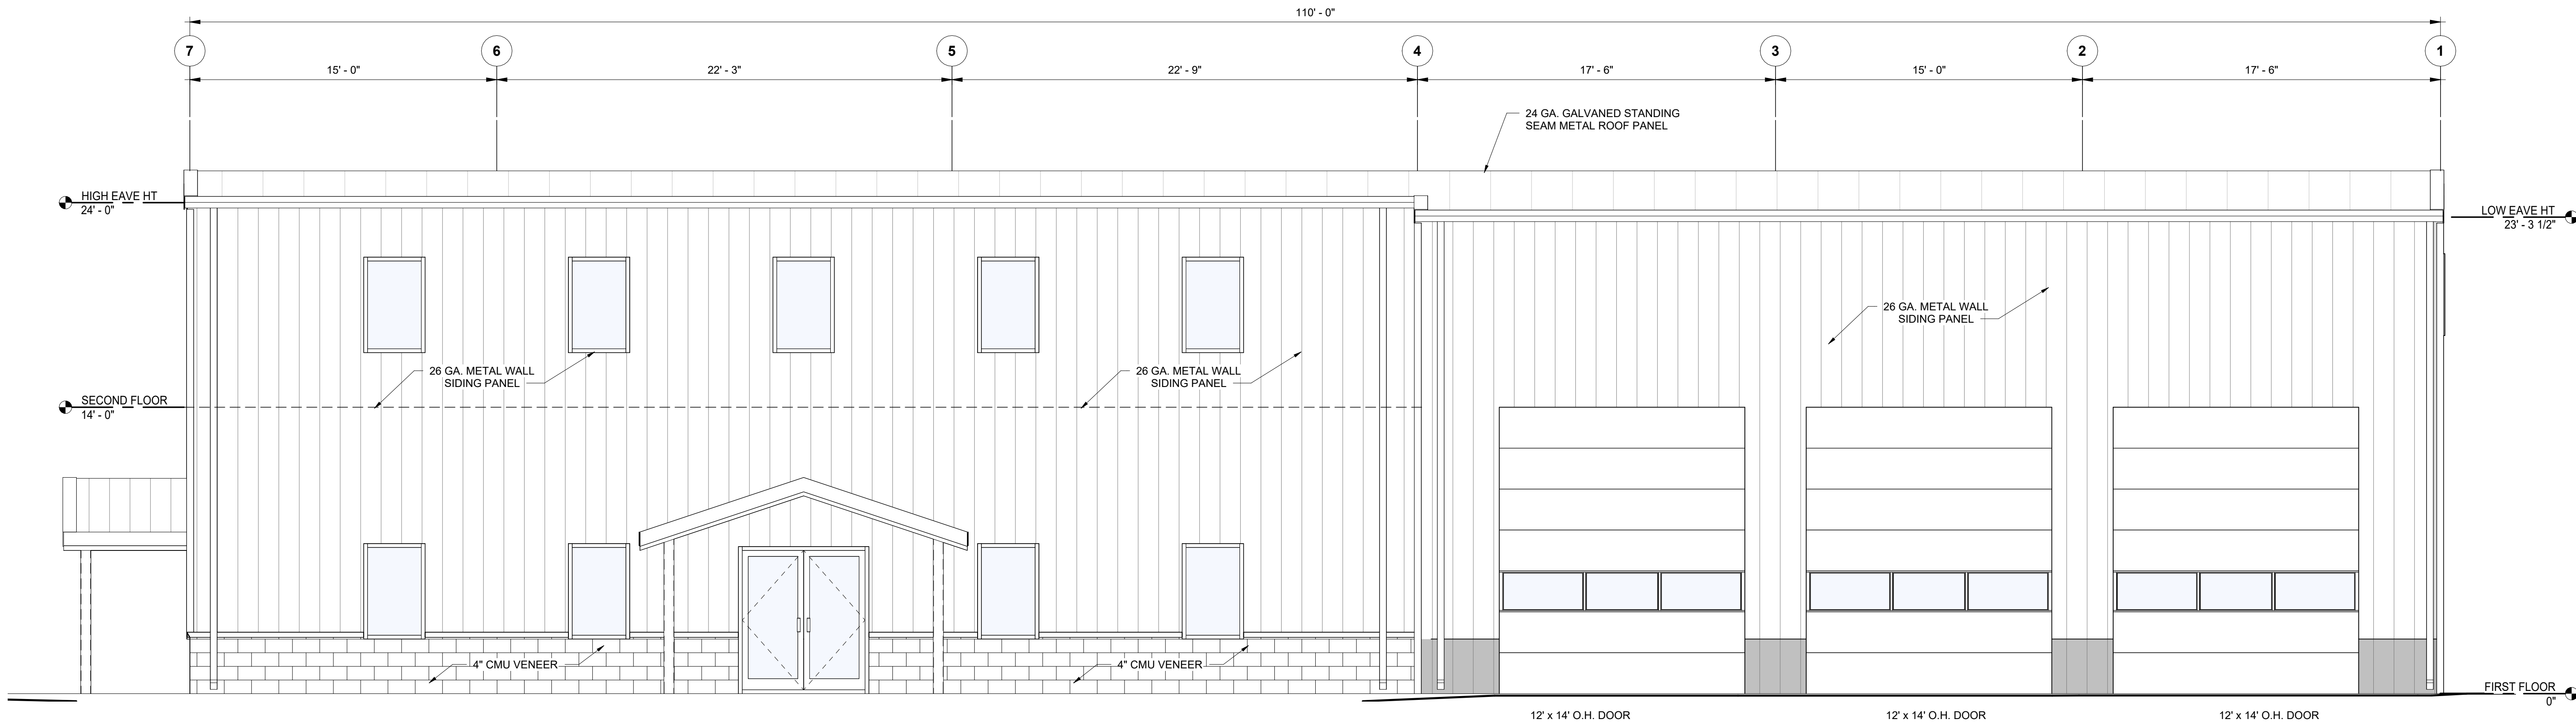 110' - 0"
7
6
5
4
3
2
1
15' - 0"
22' - 3"
22' - 9"
17' - 6"
15' - 0"
17' - 6"
24 GA. GALVANED STANDING
SEAM METAL ROOF PANEL
HIGH EAVE HT
24' - 0"
LOW EAVE HT
23' - 3 1/2"
26 GA. METAL WALL
SIDING PANEL
26 GA. METAL WALL
SIDING PANEL
26 GA. METAL WALL
SIDING PANEL
SECOND FLOOR
14' - 0"
4" CMU VENEER
4" CMU VENEER
FIRST FLOOR
0"
12' x 14' O.H. DOOR
12' x 14' O.H. DOOR
12' x 14' O.H. DOOR